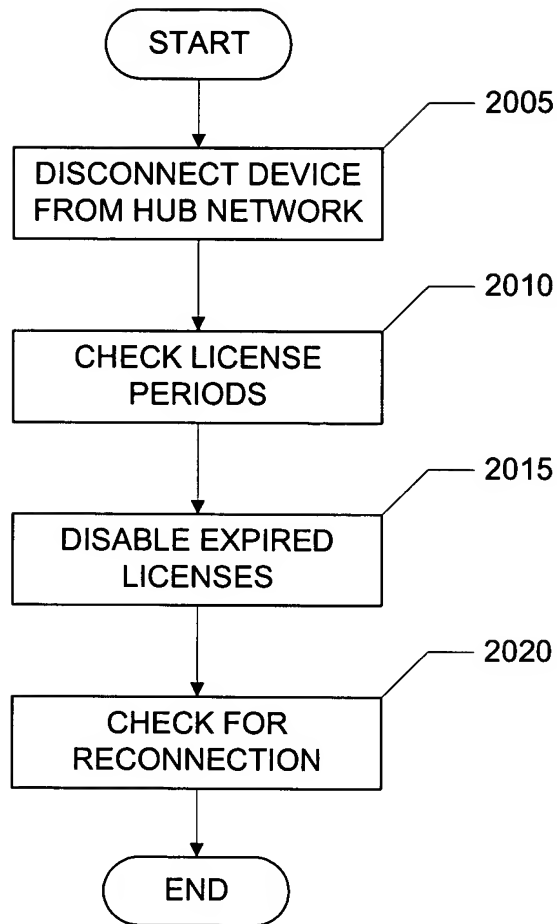 START
2005
DISCONNECT DEVICE
FROM HUB NETWORK
2010
CHECK LICENSE
PERIODS
2015
DISABLE EXPIRED
LICENSES
2020
CHECK FOR
RECONNECTION
END